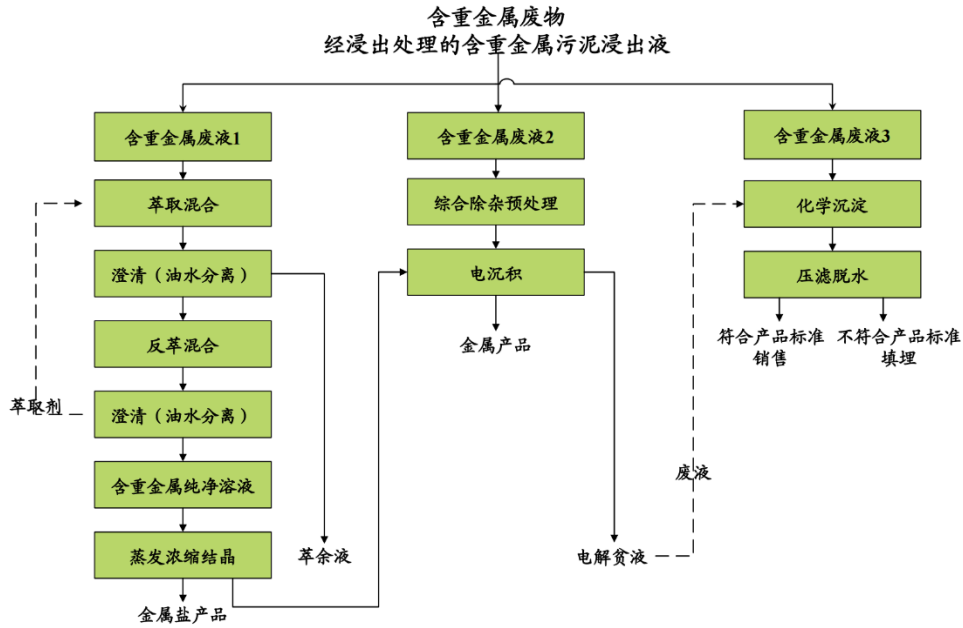 含重金属废物
经浸出处理的含重金属污泥浸出液
含重金属废液1
萃取混合
澄清（油水分离）
反萃混合
萃取剂
澄清（油水分离）
含重金属纯净溶液
蒸发浓缩结晶
金属盐产品
萃余液
含重金属废液2
综合除杂预处理
电沉积
金属产品
电解贫液
废液
含重金属废液3
化学沉淀
压滤脱水
符合产品标准
销售
不符合产品标准
填埋